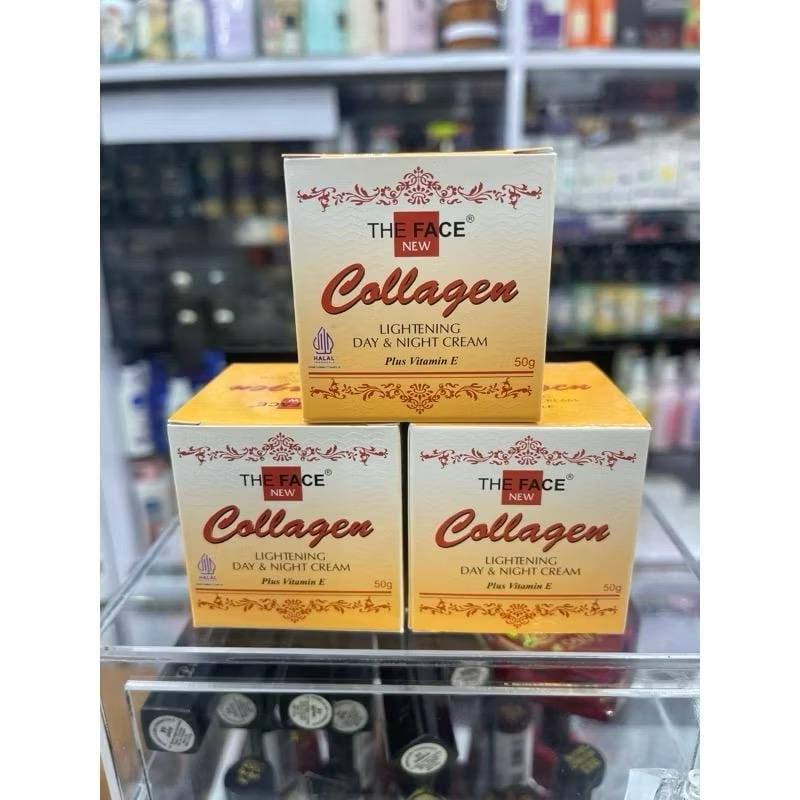 THE FACE®
NEW
Collagen
LIGHTENING
DAY & NIGHT CREAM
Plus Vitamin E
HALAL
INDONESIA
50g
THE FACE®
NEW
Collagen
LIGHTENING
DAY & NIGHT CREAM
Plus Vitamin E
HALAL
50g
THE FACE®
NEW
Collagen
LIGHTENING
DAY & NIGHT CREAM
Plus Vitamin E
50g